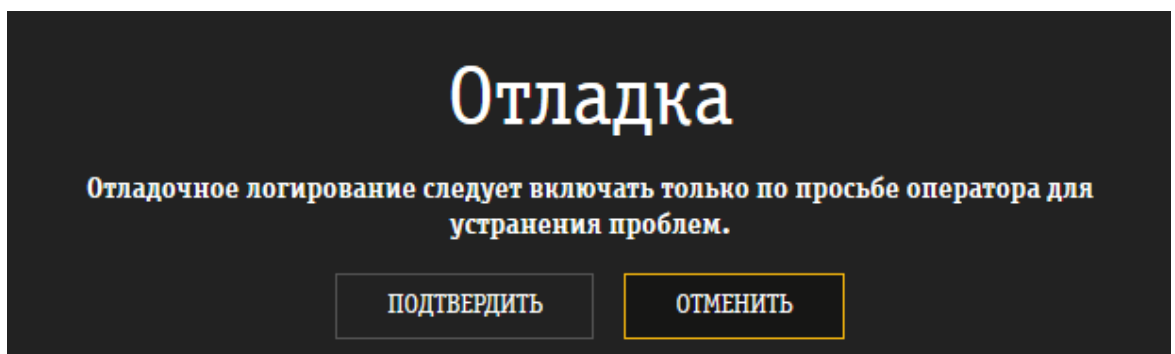 Отладка
Отладочное логирование следует включать только по просьбе оператора для
устранения проблем.
ПОДТВЕРДИТЬ ОТМЕНИТЬ